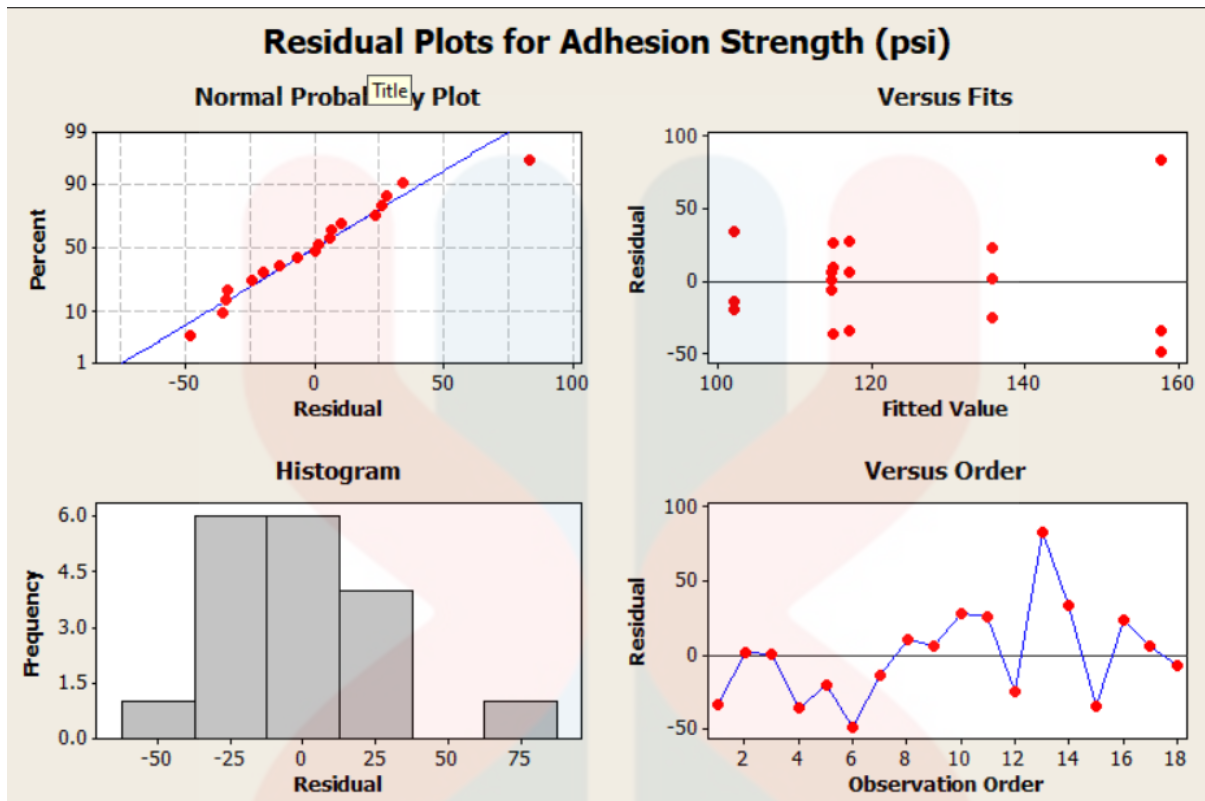 Residual Plots for Adhesion Strength (psi)
Normal Probabi Title y Plot
99
90
50
10
1
Percent
-50 0 50 100
Residual
Versus Fits
100
50
0
-50
Residual
100 120 140 160
Fitted Value
Histogram
6.0
4.5
3.0
1.5
0.0
Frequency
-50 -25 0 25 50 75
Residual
Versus Order
100
50
0
-50
Residual
2 4 6 8 10 12 14 16 18
Observation Order